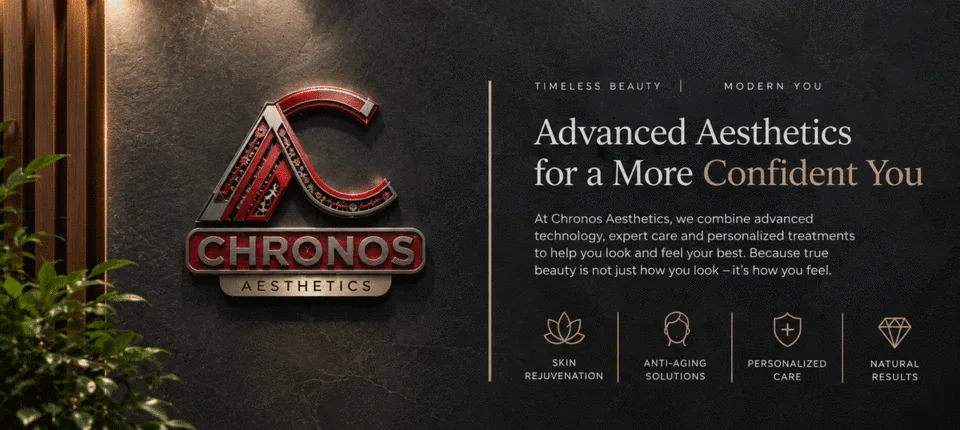 CHRONOS
AESTHETICS
TIMELESS BEAUTY | MODERN YOU
Advanced Aesthetics
for a More Confident You
At Chronos Aesthetics, we combine advanced
technology, expert care and personalized treatments
to help you look and feel your best. Because true
beauty is not just how you look – it's how you feel.
SKIN
REJUVENATION
ANTI-AGING
SOLUTIONS
PERSONALIZED
CARE
NATURAL
RESULTS